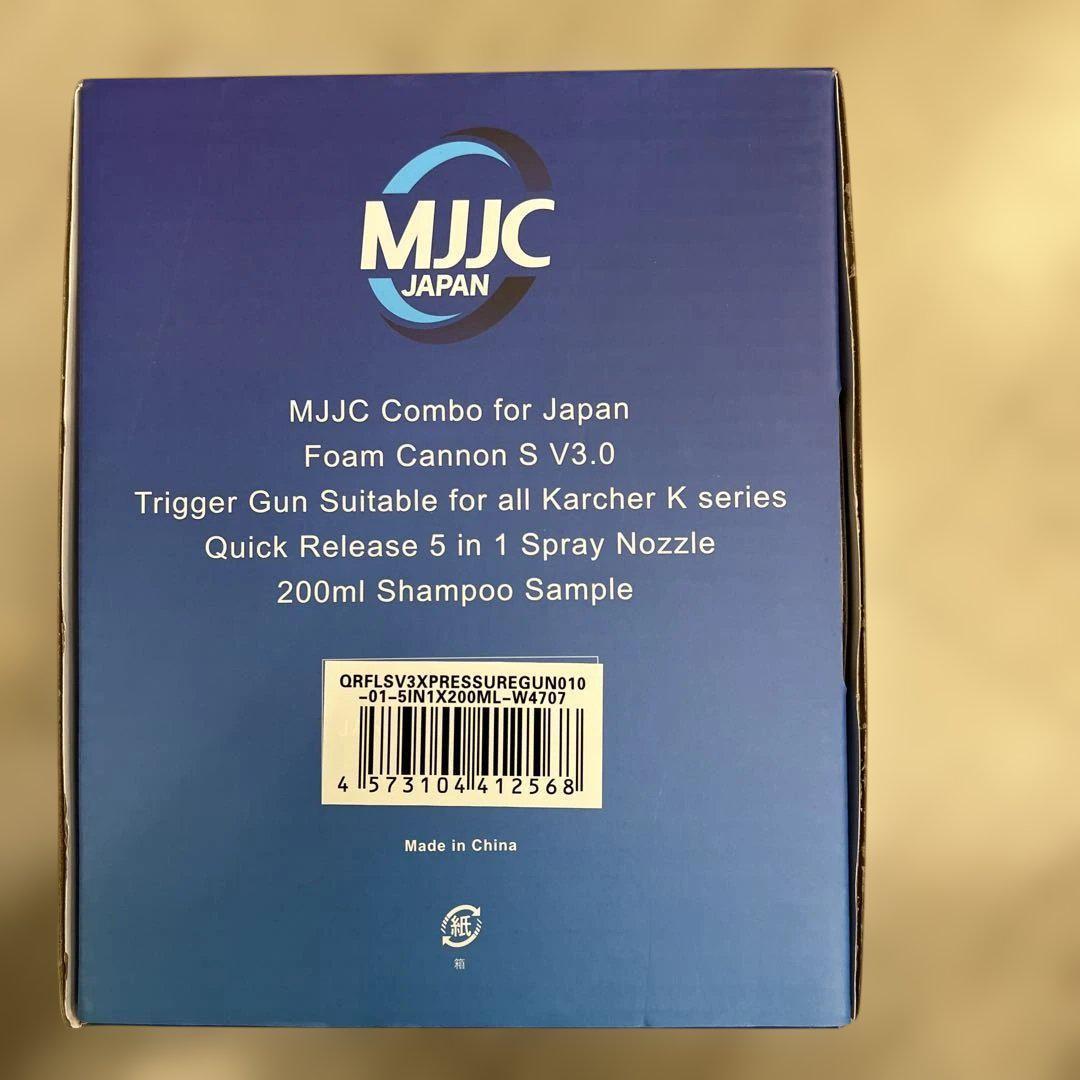 MJJC
JAPAN
MJJC Combo for Japan
Foam Cannon S V3.0
Trigger Gun Suitable for all Karcher K series
Quick Release 5 in 1 Spray Nozzle
200ml Shampoo Sample
QRFLSV3XPRESSUREGUN010
-01-5IN1X200ML-W4707
4 573104 412568
Made in China
紙
箱